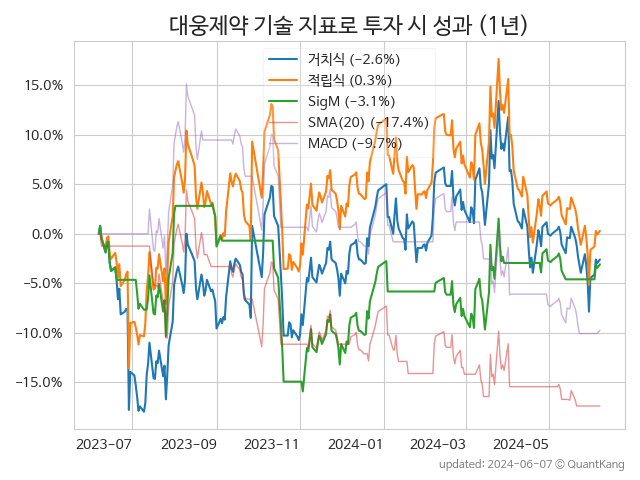 대웅제약 기술 지표로 투자 시 성과 (1년)
거치식 (−2.6%)
적립식 (0.3%)
SigM (−3.1%)
SMA(20) (−17.4%)
MACD (−9.7%)
15.0%
10.0%
5.0%
0.0%
−5.0%
−10.0%
−15.0%
2023-07 2023-09 2023-11 2024-01 2024-03 2024-05
updated: 2024-06-07 © QuantKang